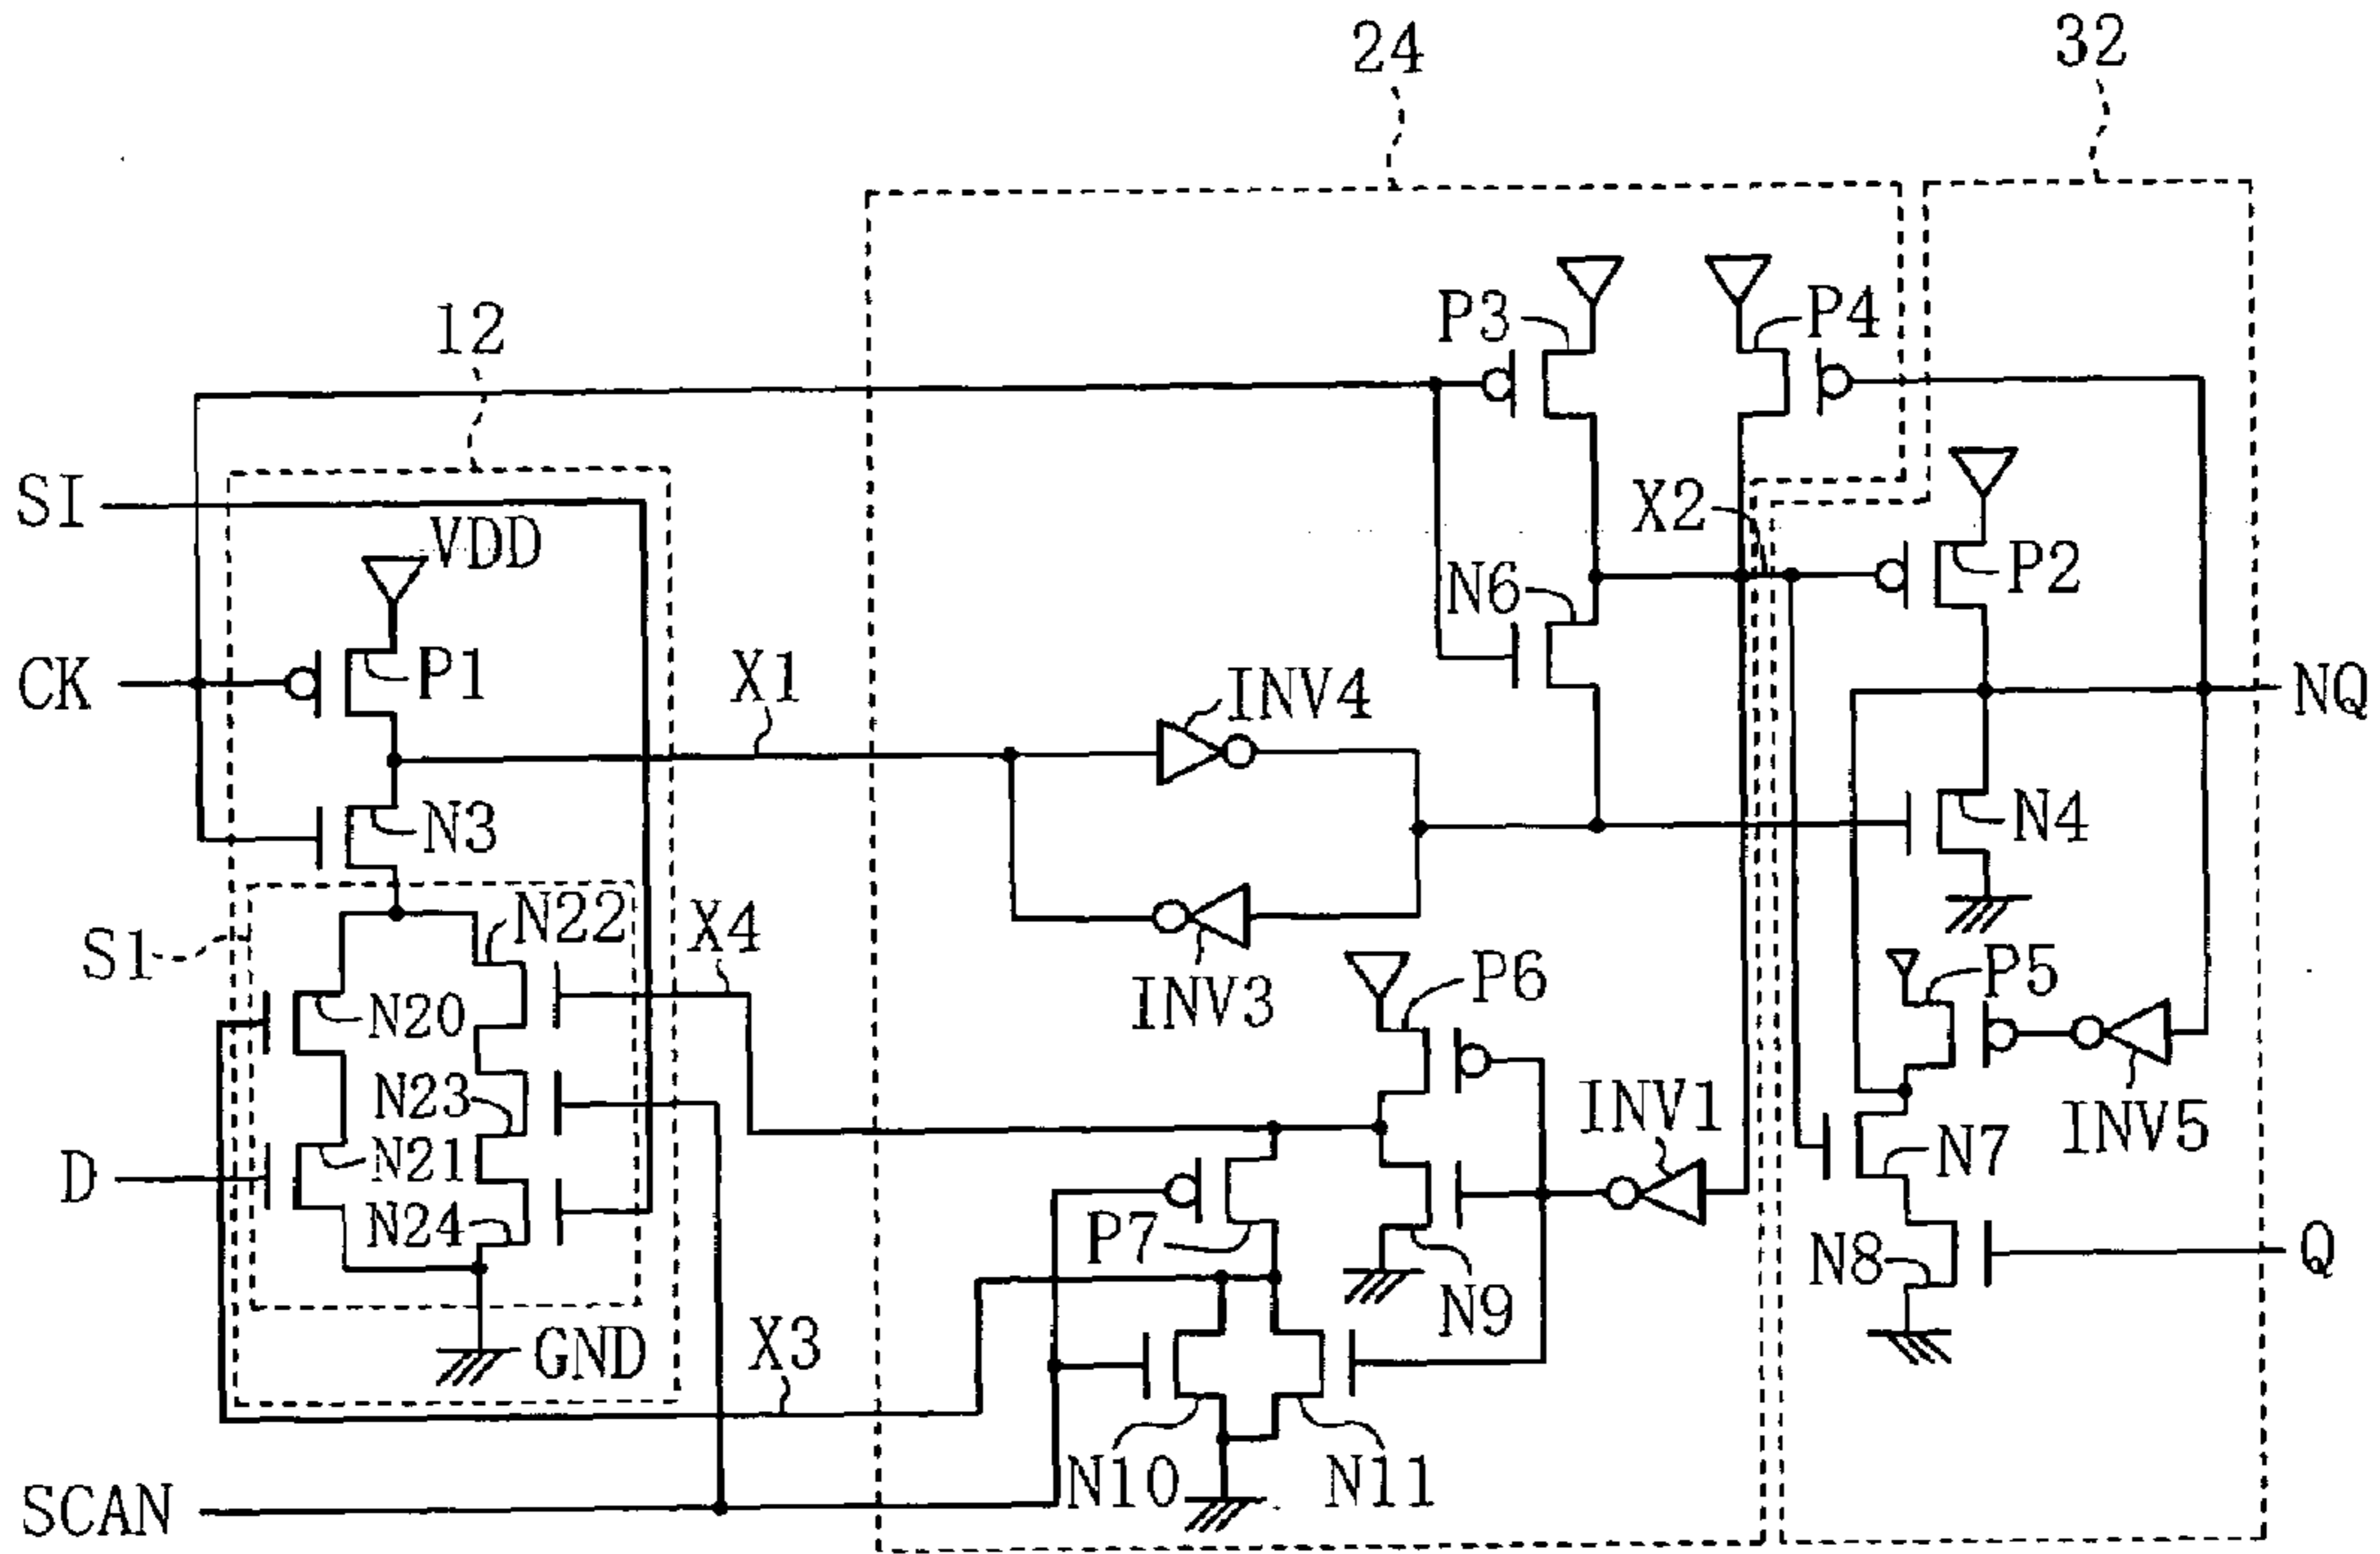 24
32
12
P3
P4
SI
VDD
X2
P2
N6
CK
P1
X1
INV4
NQ
N3
N4
N22
X4
S1
P6
P5
N20
INV3
N23
INV1
INV5
D
N21
N7
N24
P7
N8
Q
N9
GND
X3
N10
N11
SCAN